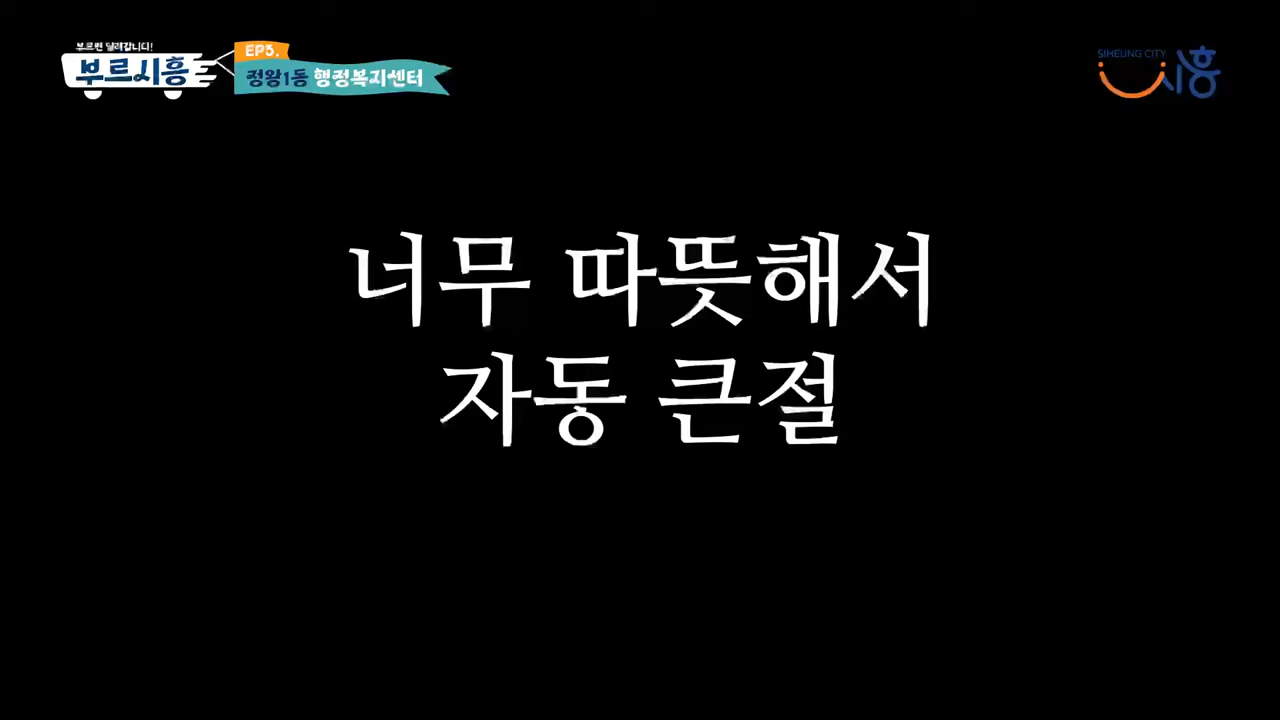 부르면 달려갑니다!
부르시흥
EP5.
정왕1동 행정복지센터
SIHEUNG CITY
시흥
너무 따뜻해서
자동 큰절